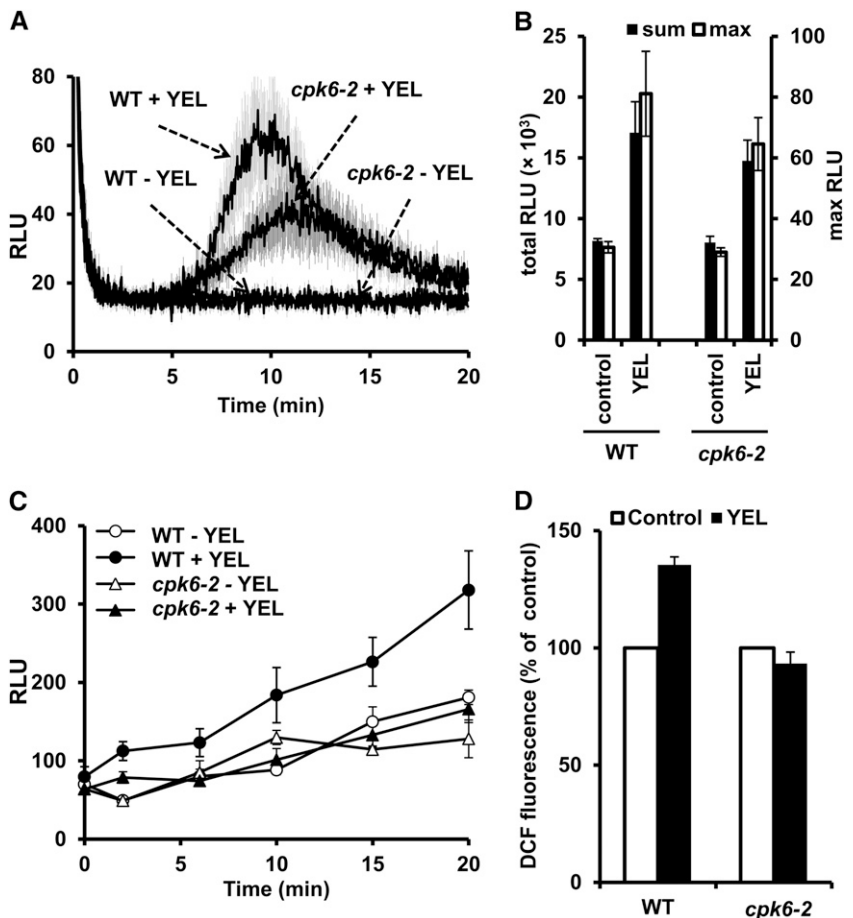 A
80
60
40
20
0
RLU
WT + YEL
cpk6-2 + YEL
WT - YEL
cpk6-2 - YEL
0 5 10 15 20
Time (min)
B
■sum □max
25
20
15
10
5
0
total RLU (× 10³)
100
80
60
40
20
0
max RLU
control YEL control YEL
WT cpk6-2
C
400
300
200
100
0
RLU
WT - YEL
WT + YEL
cpk6-2 - YEL
cpk6-2 + YEL
0 5 10 15 20
Time (min)
D
□Control ■YEL
150
100
50
0
DCF fluorescence (% of control)
WT cpk6-2